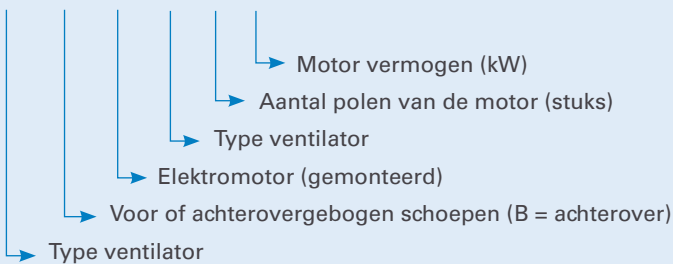 Motor vermogen (kW)
Aantal polen van de motor (stuks)
Type ventilator
Elektromotor (gemonteerd)
Voor of achterovergebogen schoepen (B = achterover)
Type ventilator